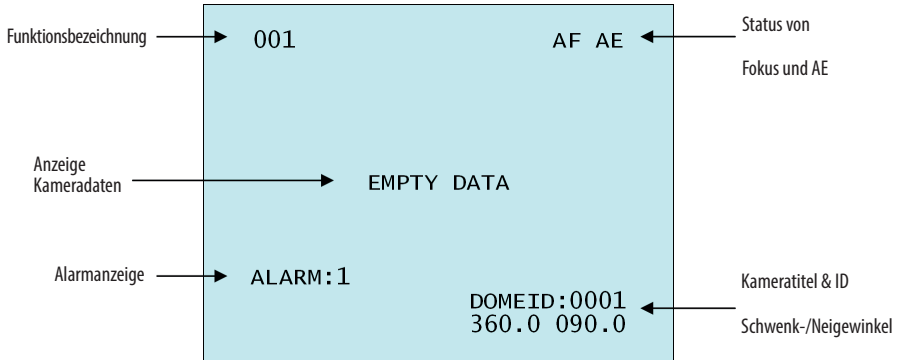 Funktionsbezeichnung
001
AF AE
Status von
Fokus und AE
Anzeige
Kameradaten
EMPTY DATA
Alarmanzeige
ALARM:1
DOMEID:0001
360.0 090.0
Kameratitel & ID
Schwenk-/Neigewinkel